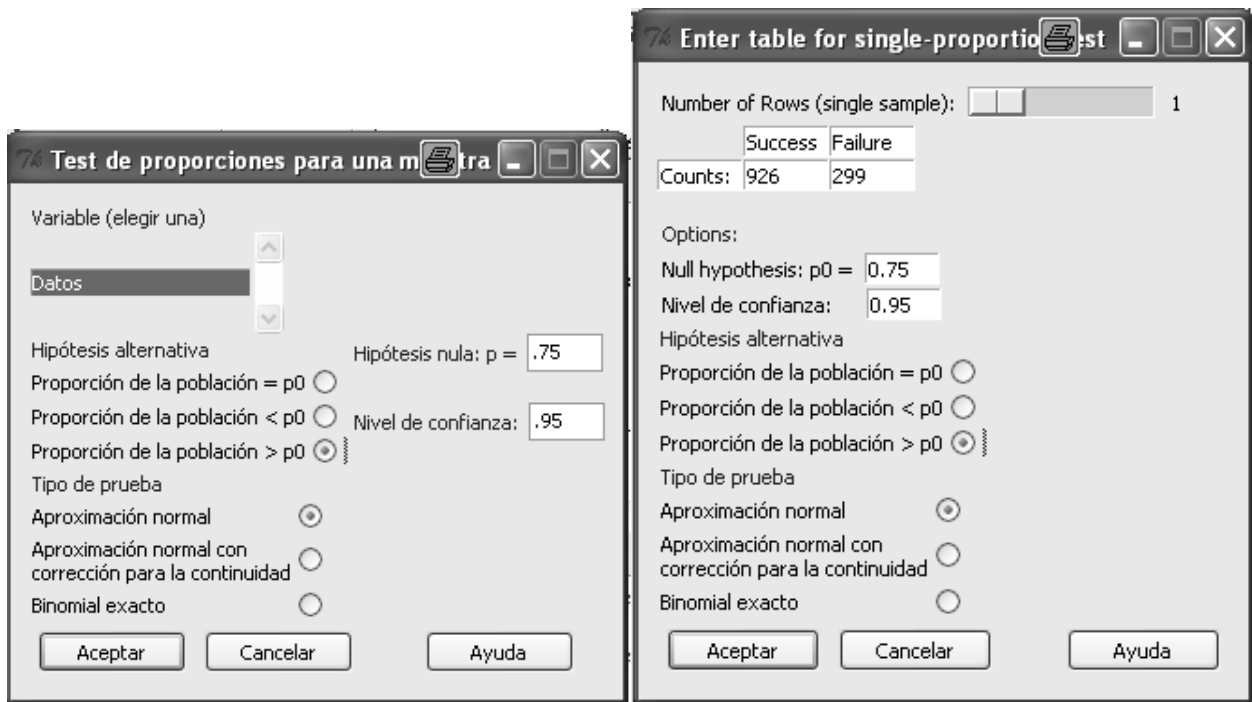 Test de proporciones para una m tra
Variable (elegir una)
Datos
Hipótesis alternativa
Hipótesis nula: p = .75
Proporción de la población = p0
Proporción de la población < p0
Nivel de confianza: .95
Proporción de la población > p0
Tipo de prueba
Aproximación normal
Aproximación normal con
corrección para la continuidad
Binomial exacto
Aceptar Cancelar Ayuda
Enter table for single-proportio est
Number of Rows (single sample): 1
Success Failure
Counts: 926 299
Options:
Null hypothesis: p0 = 0.75
Nivel de confianza: 0.95
Hipótesis alternativa
Proporción de la población = p0
Proporción de la población < p0
Proporción de la población > p0
Tipo de prueba
Aproximación normal
Aproximación normal con
corrección para la continuidad
Binomial exacto
Aceptar Cancelar Ayuda